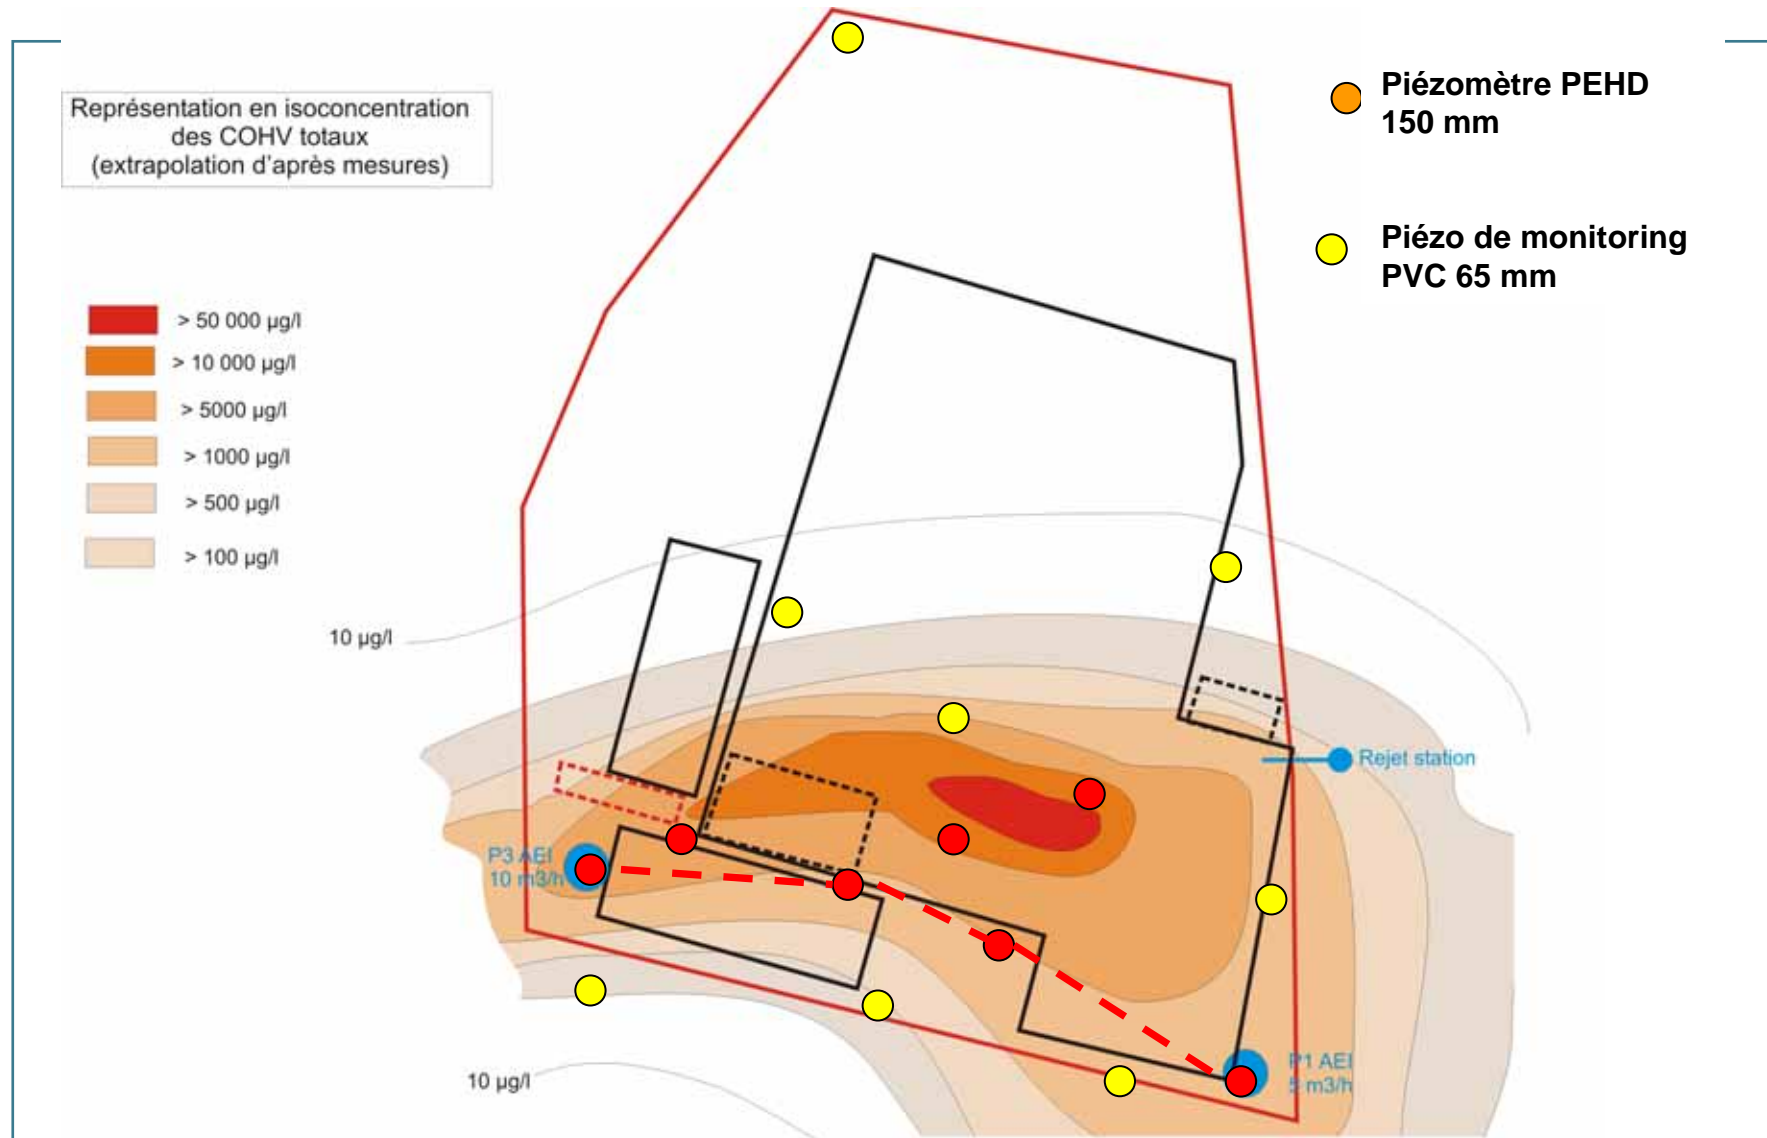 Représentation en isoconcentration
des COHV totaux
(extrapolation d'après mesures)
Piézomètre PEHD
150 mm
Piézo de monitoring
PVC 65 mm
> 50 000 µg/l
> 10 000 µg/l
> 5000 µg/l
> 1000 µg/l
> 500 µg/l
> 100 µg/l
10 µg/l
Rejet station
P3 AEI
10 m3/h
P1 AEI
5 m3/h
10 µg/l